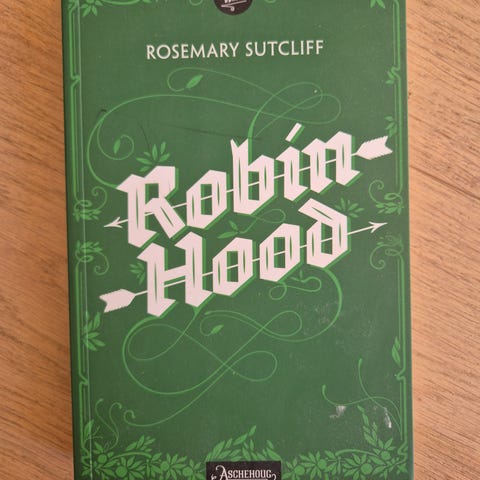 ROSEMARY SUTCLIFF
Robin
Hood
ASCHEHOUG